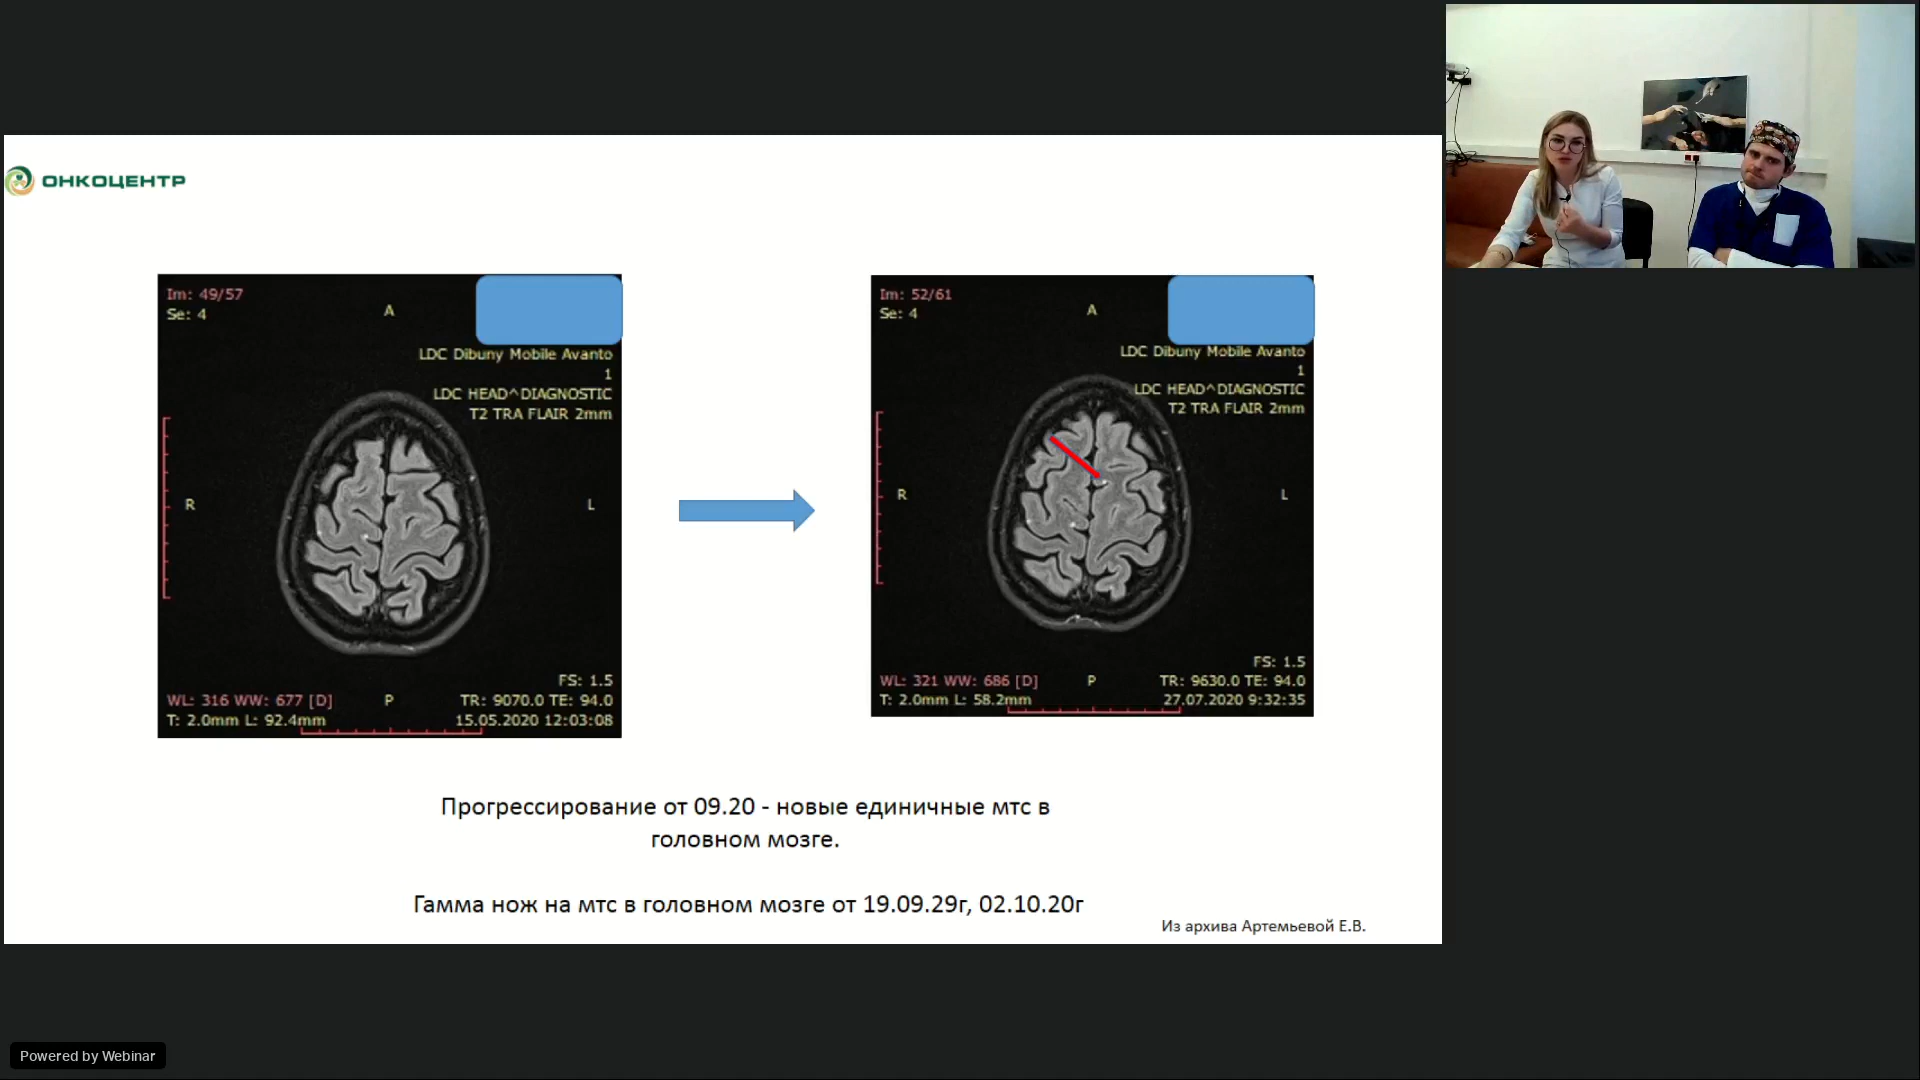 ОНКОЦЕНТР
Im: 49/57
Se: 4
A
LDC Dibuny Mobile Avanto
1
LDC HEAD^DIAGNOSTIC
T2 TRA FLAIR 2mm
R
L
FS: 1.5
WL: 316 WW: 677 [D]
P
TR: 9070.0 TE: 94.0
T: 2.0mm L: 92.4mm
15.05.2020 12:03:08
Im: 52/61
Se: 4
A
LDC Dibuny Mobile Avanto
1
LDC HEAD^DIAGNOSTIC
T2 TRA FLAIR 2mm
R
L
FS: 1.5
WL: 321 WW: 686 [D]
P
TR: 9630.0 TE: 94.0
T: 2.0mm L: 58.2mm
27.07.2020 9:32:35
Прогрессирование от 09.20 - новые единичные мтс в
головном мозге.
Гамма нож на мтс в головном мозге от 19.09.29г, 02.10.20г
Из архива Артемьевой Е.В.
Powered by Webinar